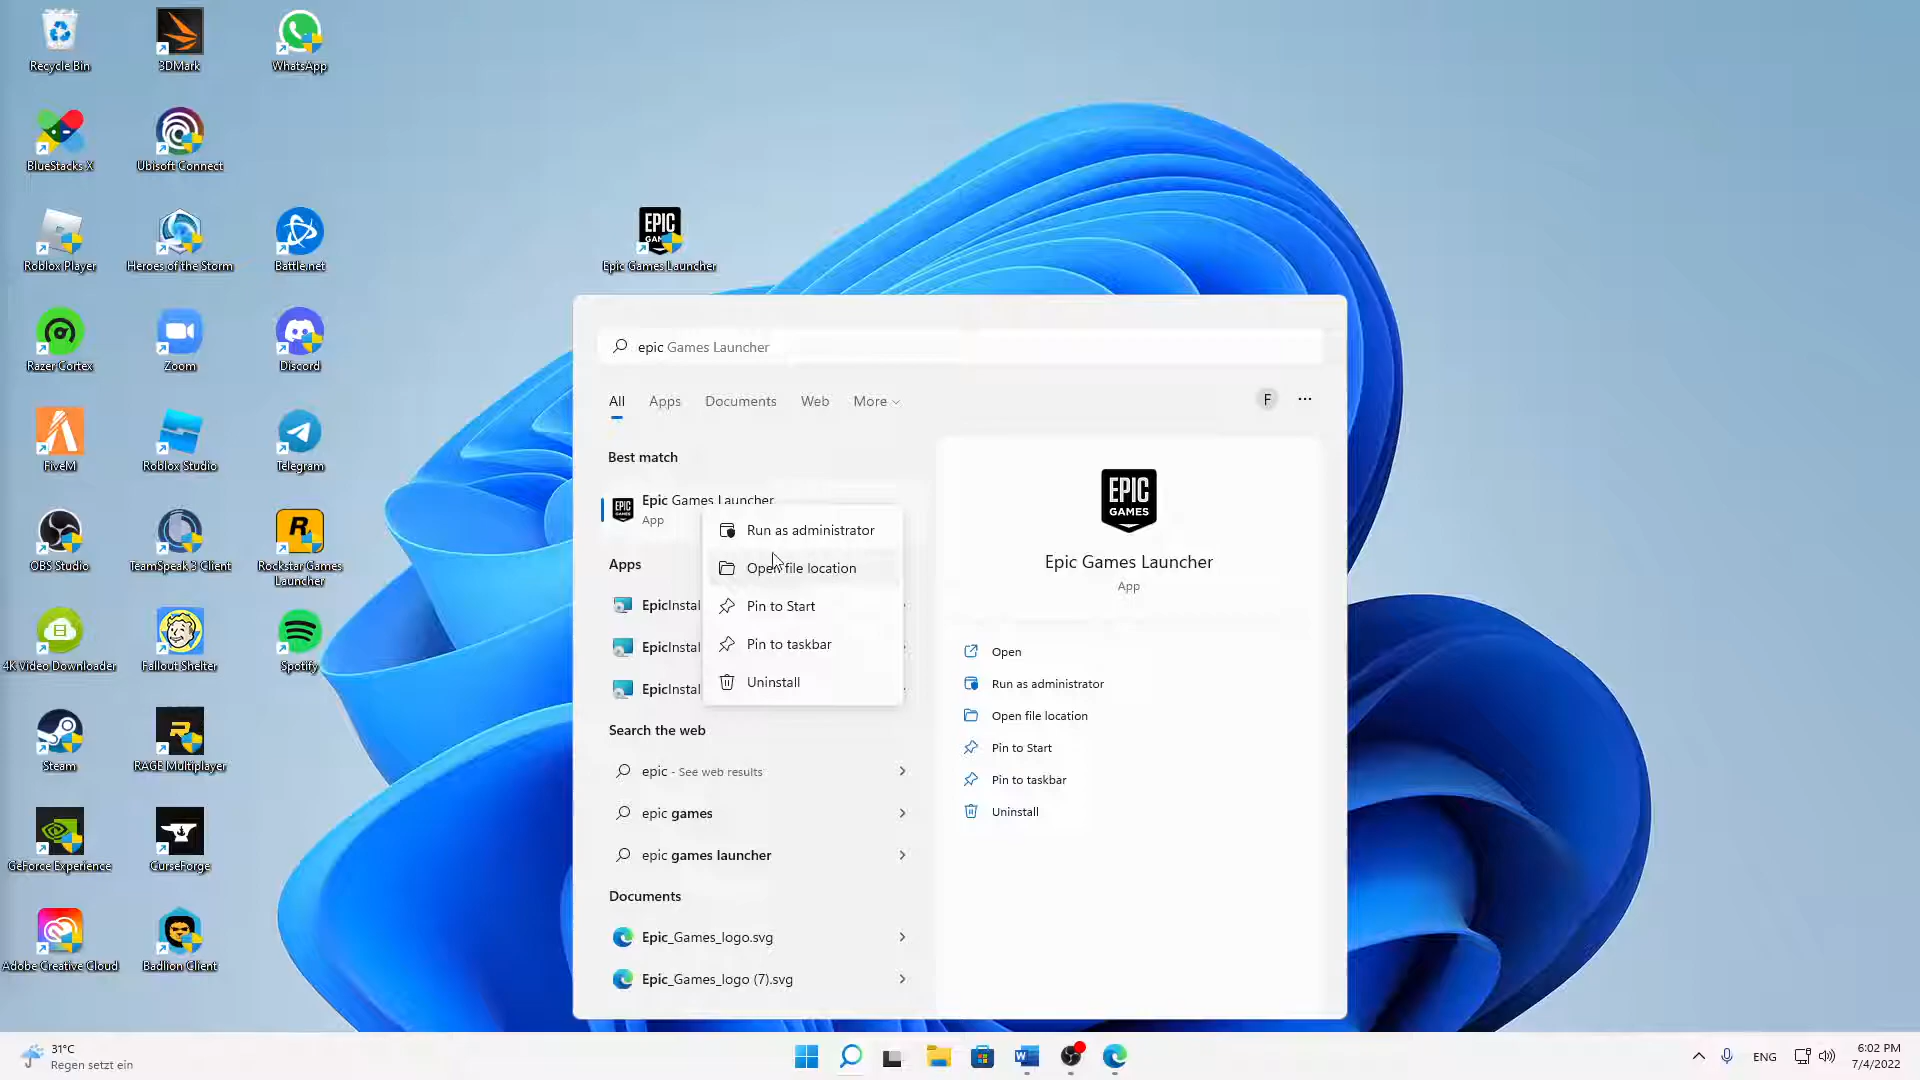 Recycle Bin
3DMark
WhatsApp
BlueStacks X
Ubisoft Connect
Roblox Player
Heroes of the Storm
Battle.net
EPIC
GAMES
Epic Games Launcher
Razer Cortex
Zoom
Discord
FiveM
Roblox Studio
Telegram
OBS Studio
TeamSpeak 3 Client
Rockstar Games
Launcher
4K Video Downloader
Fallout Shelter
Spotify
Steam
RAGE Multiplayer
GeForce Experience
CurseForge
Adobe Creative Cloud
Badlion Client
epic Games Launcher
All
Apps
Documents
Web
More
F
Best match
Epic Games Launcher
App
Run as administrator
Open file location
Pin to Start
Pin to taskbar
Uninstall
Apps
EpicInstal
EpicInstal
EpicInstal
Search the web
epic - See web results
epic games
epic games launcher
Documents
Epic_Games_logo.svg
Epic_Games_logo (7).svg
EPIC
GAMES
Epic Games Launcher
App
Open
Run as administrator
Open file location
Pin to Start
Pin to taskbar
Uninstall
31°C
Regen setzt ein
ENG
6:02 PM
7/4/2022